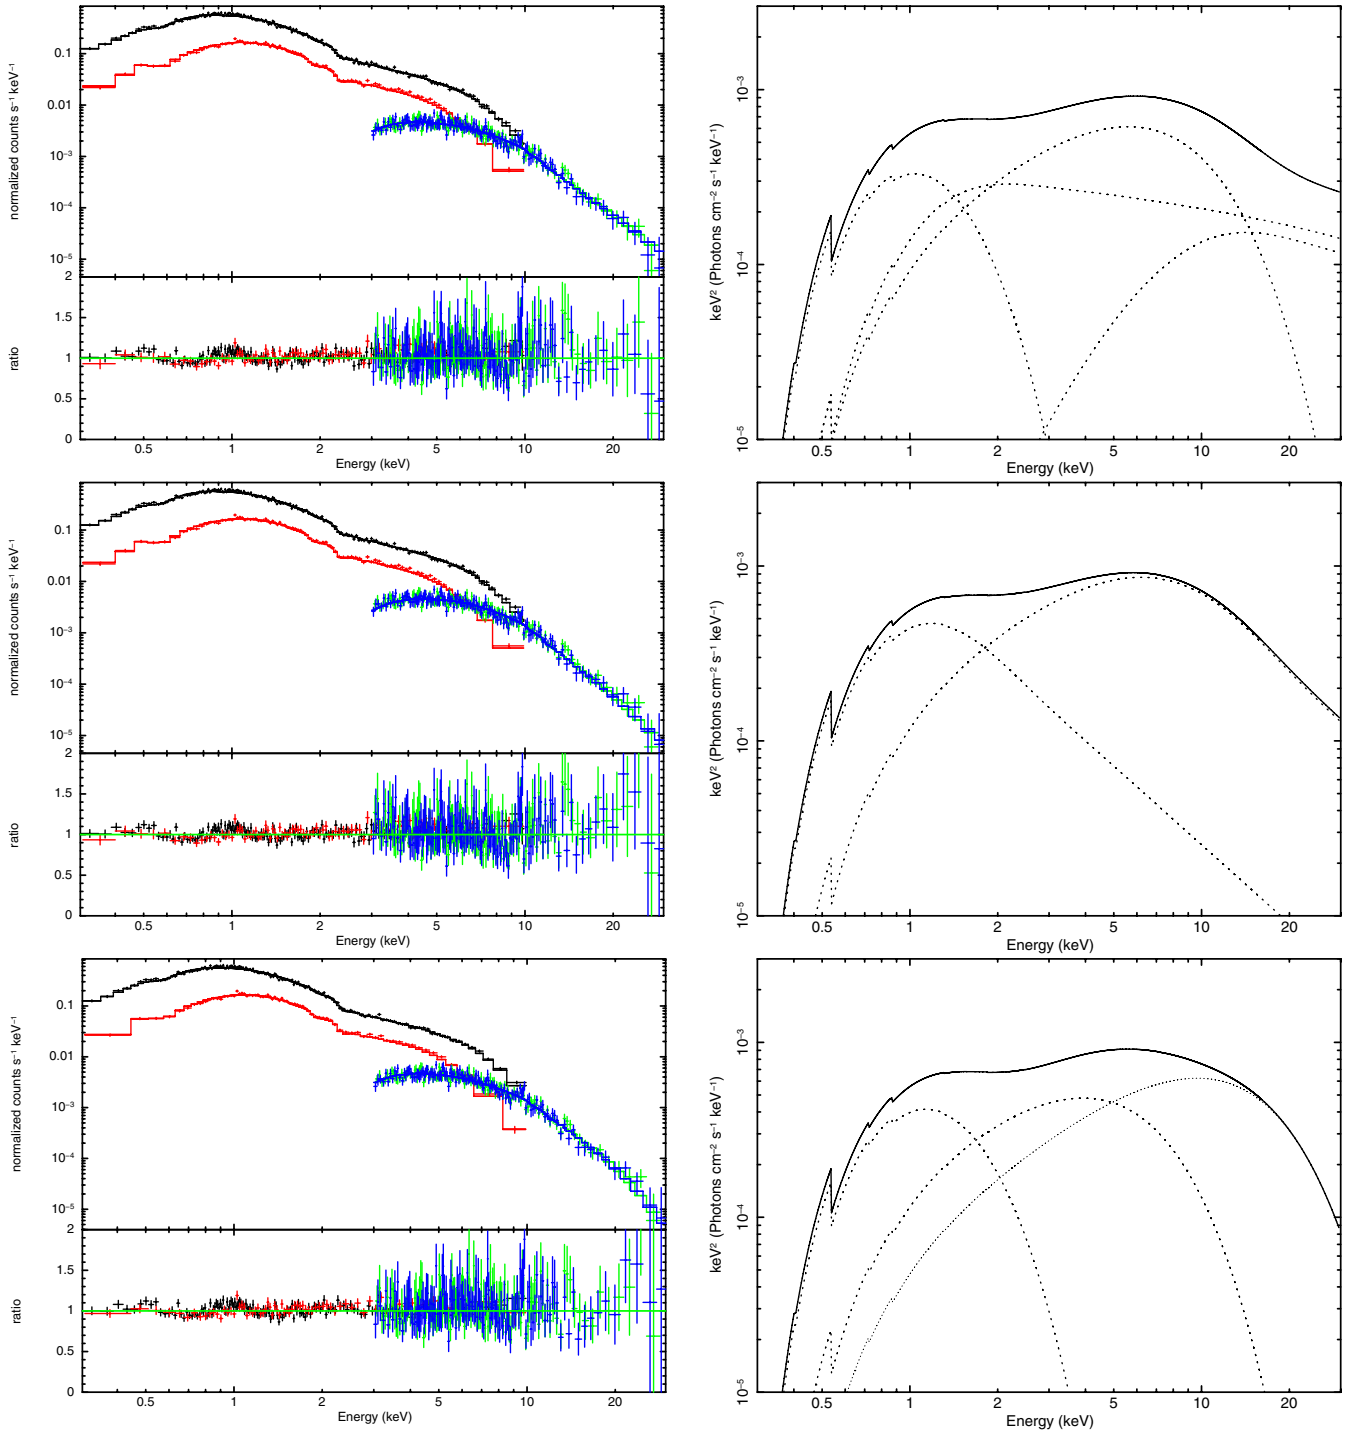 normalized counts s⁻¹ keV⁻¹
0.1
0.01
10⁻³
10⁻⁴
10⁻⁵
2
ratio
1.5
1
0.5
0
0.5 1 2 5 10 20
Energy (keV)
keV² (Photons cm⁻² s⁻¹ keV⁻¹)
10⁻³
10⁻⁴
10⁻⁵
0.5 1 2 5 10 20
Energy (keV)
normalized counts s⁻¹ keV⁻¹
0.1
0.01
10⁻³
10⁻⁴
10⁻⁵
2
ratio
1.5
1
0.5
0
0.5 1 2 5 10 20
Energy (keV)
keV² (Photons cm⁻² s⁻¹ keV⁻¹)
10⁻³
10⁻⁴
10⁻⁵
0.5 1 2 5 10 20
Energy (keV)
normalized counts s⁻¹ keV⁻¹
0.1
0.01
10⁻³
10⁻⁴
10⁻⁵
2
ratio
1.5
1
0.5
0
0.5 1 2 5 10 20
Energy (keV)
keV² (Photons cm⁻² s⁻¹ keV⁻¹)
10⁻³
10⁻⁴
10⁻⁵
0.5 1 2 5 10 20
Energy (keV)